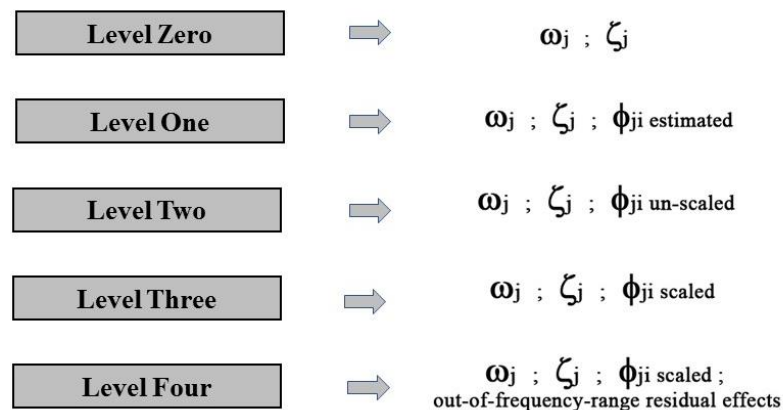 Level Zero ωj ; ζj
Level One ωj ; ζj ; ϕji estimated
Level Two ωj ; ζj ; ϕji un-scaled
Level Three ωj ; ζj ; ϕji scaled
Level Four ωj ; ζj ; ϕji scaled ;
out-of-frequency-range residual effects